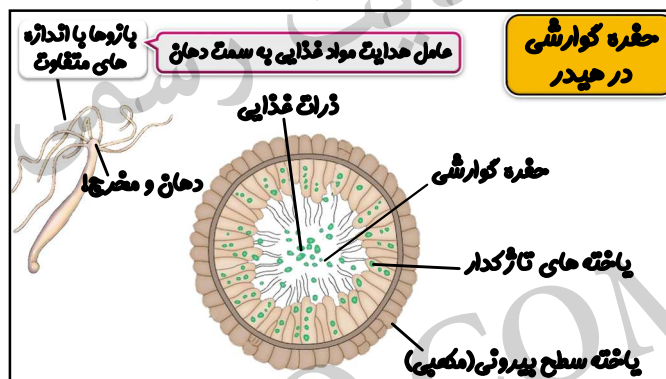 حفره گوارشی
در هیدر
عامل هدایت مواد غذایی به سمت دهان
بازوها با اندازه
های متفاوت
ذرات غذایی
دهان و مخرج!
حفره گوارشی
یاخته های تاژکدار
یاخته سطح بیرونی(مکعبی)